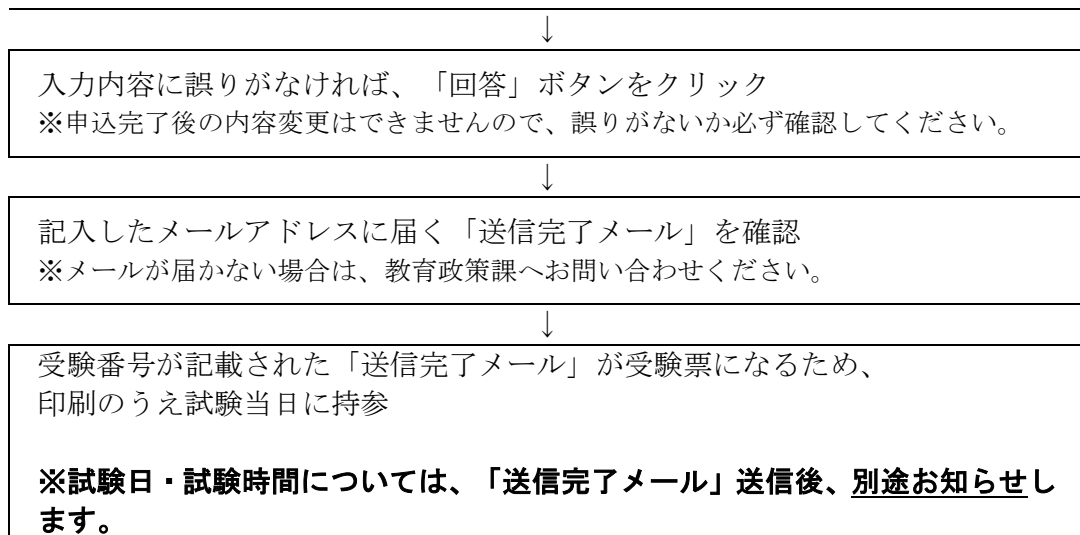 ↓
入力内容に誤りがなければ、「回答」ボタンをクリック
※申込完了後の内容変更はできませんので、誤りがないか必ず確認してください。
↓
記入したメールアドレスに届く「送信完了メール」を確認
※メールが届かない場合は、教育政策課へお問い合わせください。
↓
受験番号が記載された「送信完了メール」が受験票になるため、
印刷のうえ試験当日に持参
※試験日・試験時間については、「送信完了メール」送信後、別途お知らせし
ます。